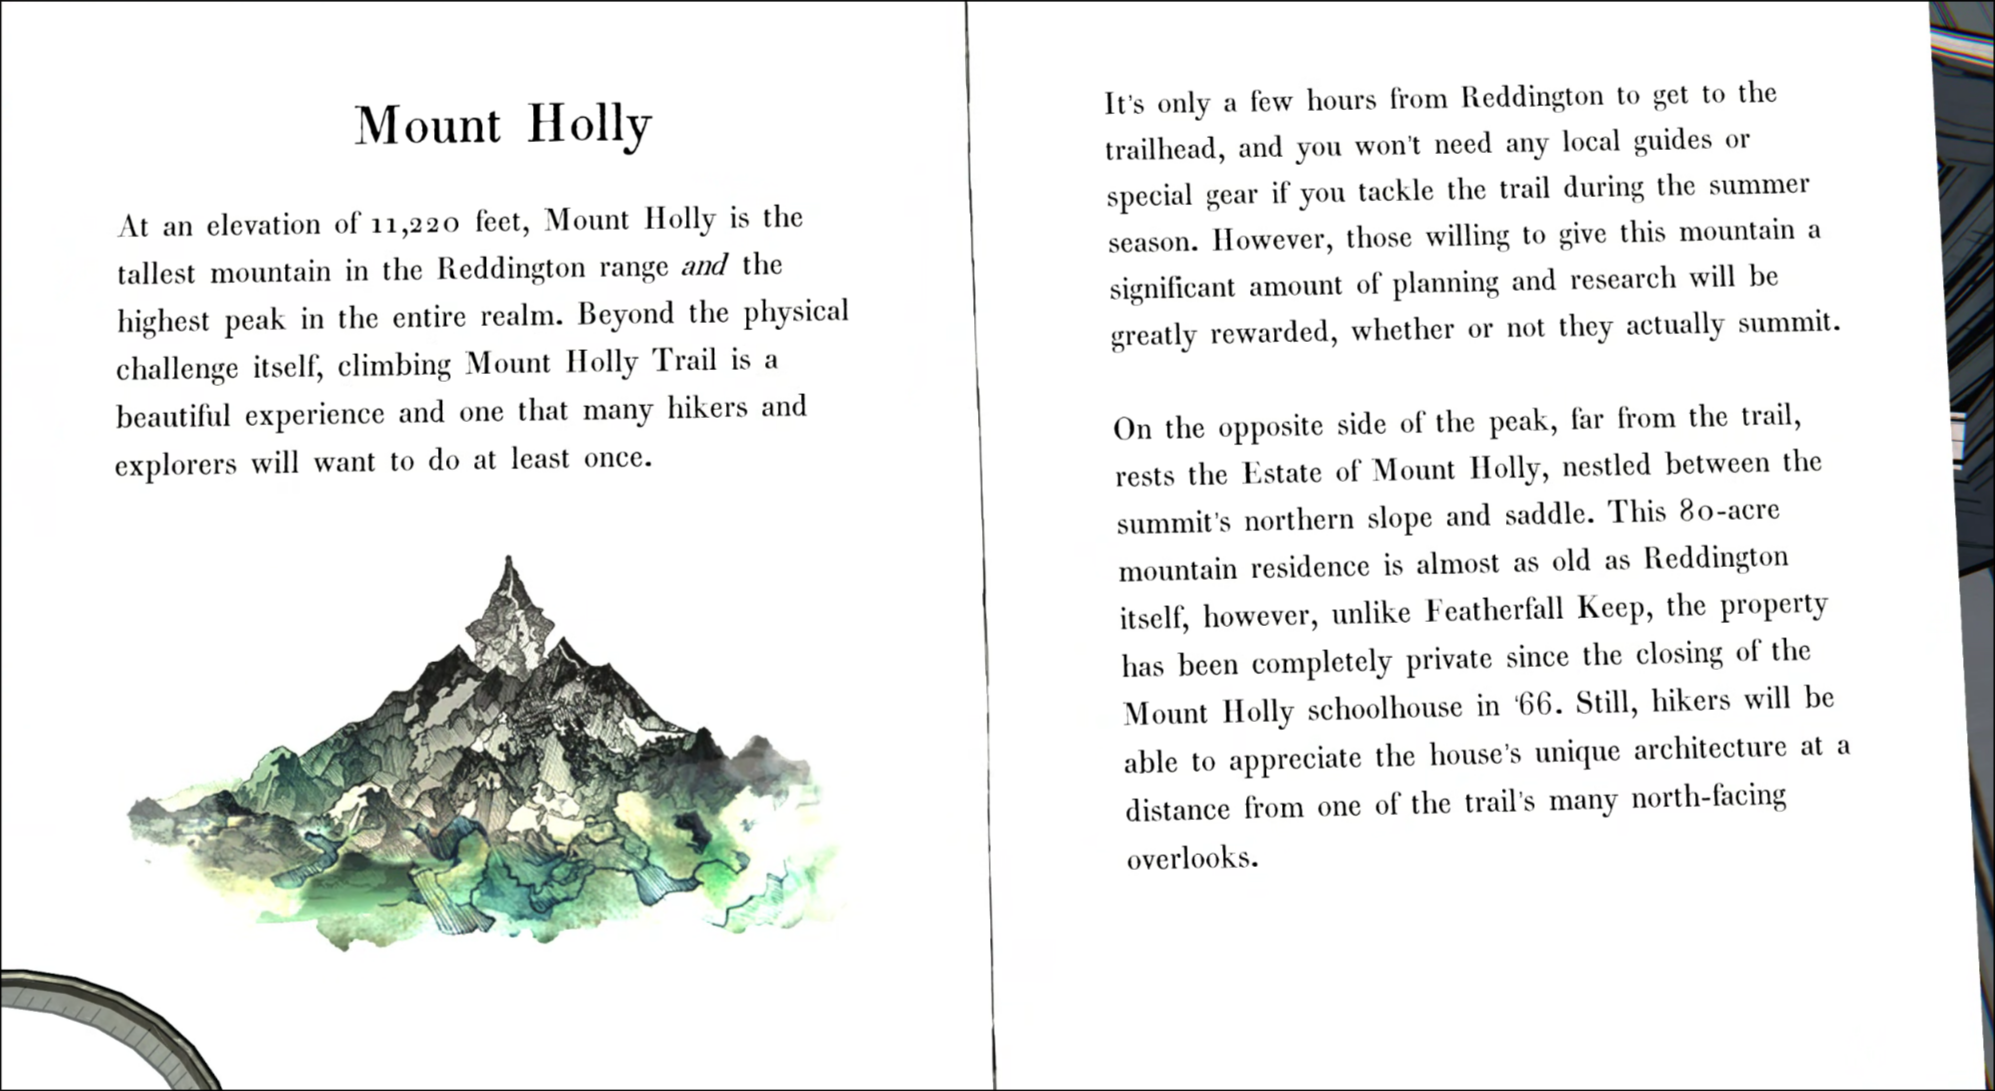 Mount Holly
At an elevation of 11,220 feet, Mount Holly is the
tallest mountain in the Reddington range and the
highest peak in the entire realm. Beyond the physical
challenge itself, climbing Mount Holly Trail is a
beautiful experience and one that many hikers and
explorers will want to do at least once.
It's only a few hours from Reddington to get to the
trailhead, and you won't need any local guides or
special gear if you tackle the trail during the summer
season. However, those willing to give this mountain a
significant amount of planning and research will be
greatly rewarded, whether or not they actually summit.
On the opposite side of the peak, far from the trail,
rests the Estate of Mount Holly, nestled between the
summit's northern slope and saddle. This 80-acre
mountain residence is almost as old as Reddington
itself, however, unlike Featherfall Keep, the property
has been completely private since the closing of the
Mount Holly schoolhouse in '66. Still, hikers will be
able to appreciate the house's unique architecture at a
distance from one of the trail's many north-facing
overlooks.